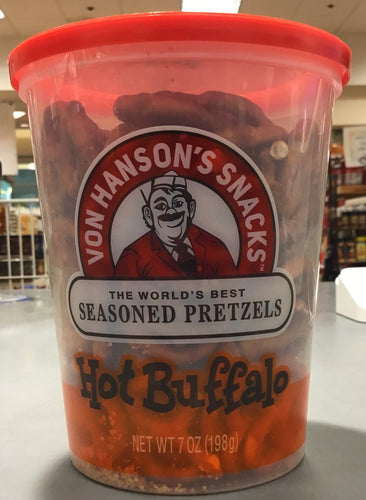 VON HANSON'S SNACKS
THE WORLD'S BEST
SEASONED PRETZELS
Hot Buffalo
NET WT 7 OZ (198g)